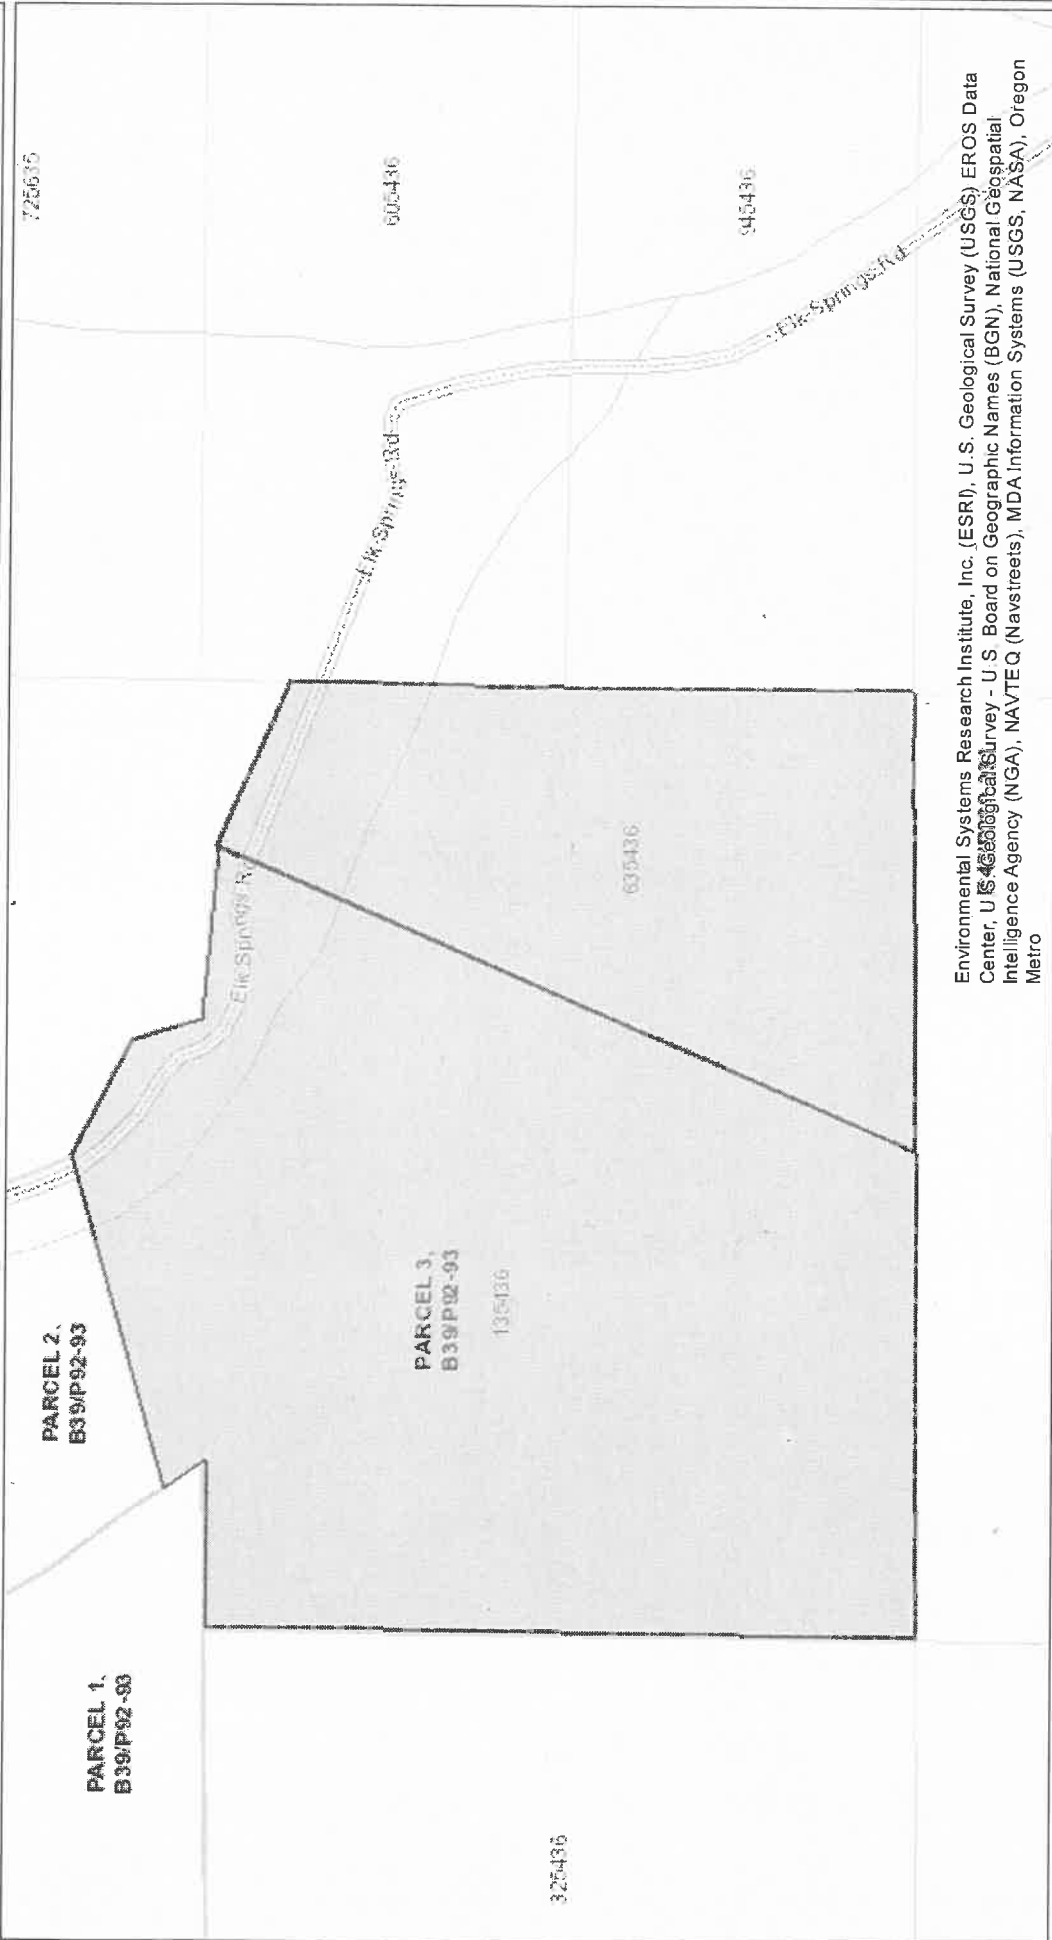 PARCEL 1,
B39/P92-93
325436
PARCEL 2,
B39/P92-93
PARCEL 3,
B39/P92-93
135436
Elk Springs Rd
635436
Elk Springs Rd
Elk Springs Rd
725635
605436
945436
Environmental Systems Research Institute, Inc. (ESRI), U.S. Geological Survey (USGS) EROS Data
Center, U.S. Geological Survey - U.S. Board on Geographic Names (BGN), National Geospatial
Intelligence Agency (NGA), NAVTEQ (Navstreets), MDA Information Systems (USGS, NASA), Oregon
Metro